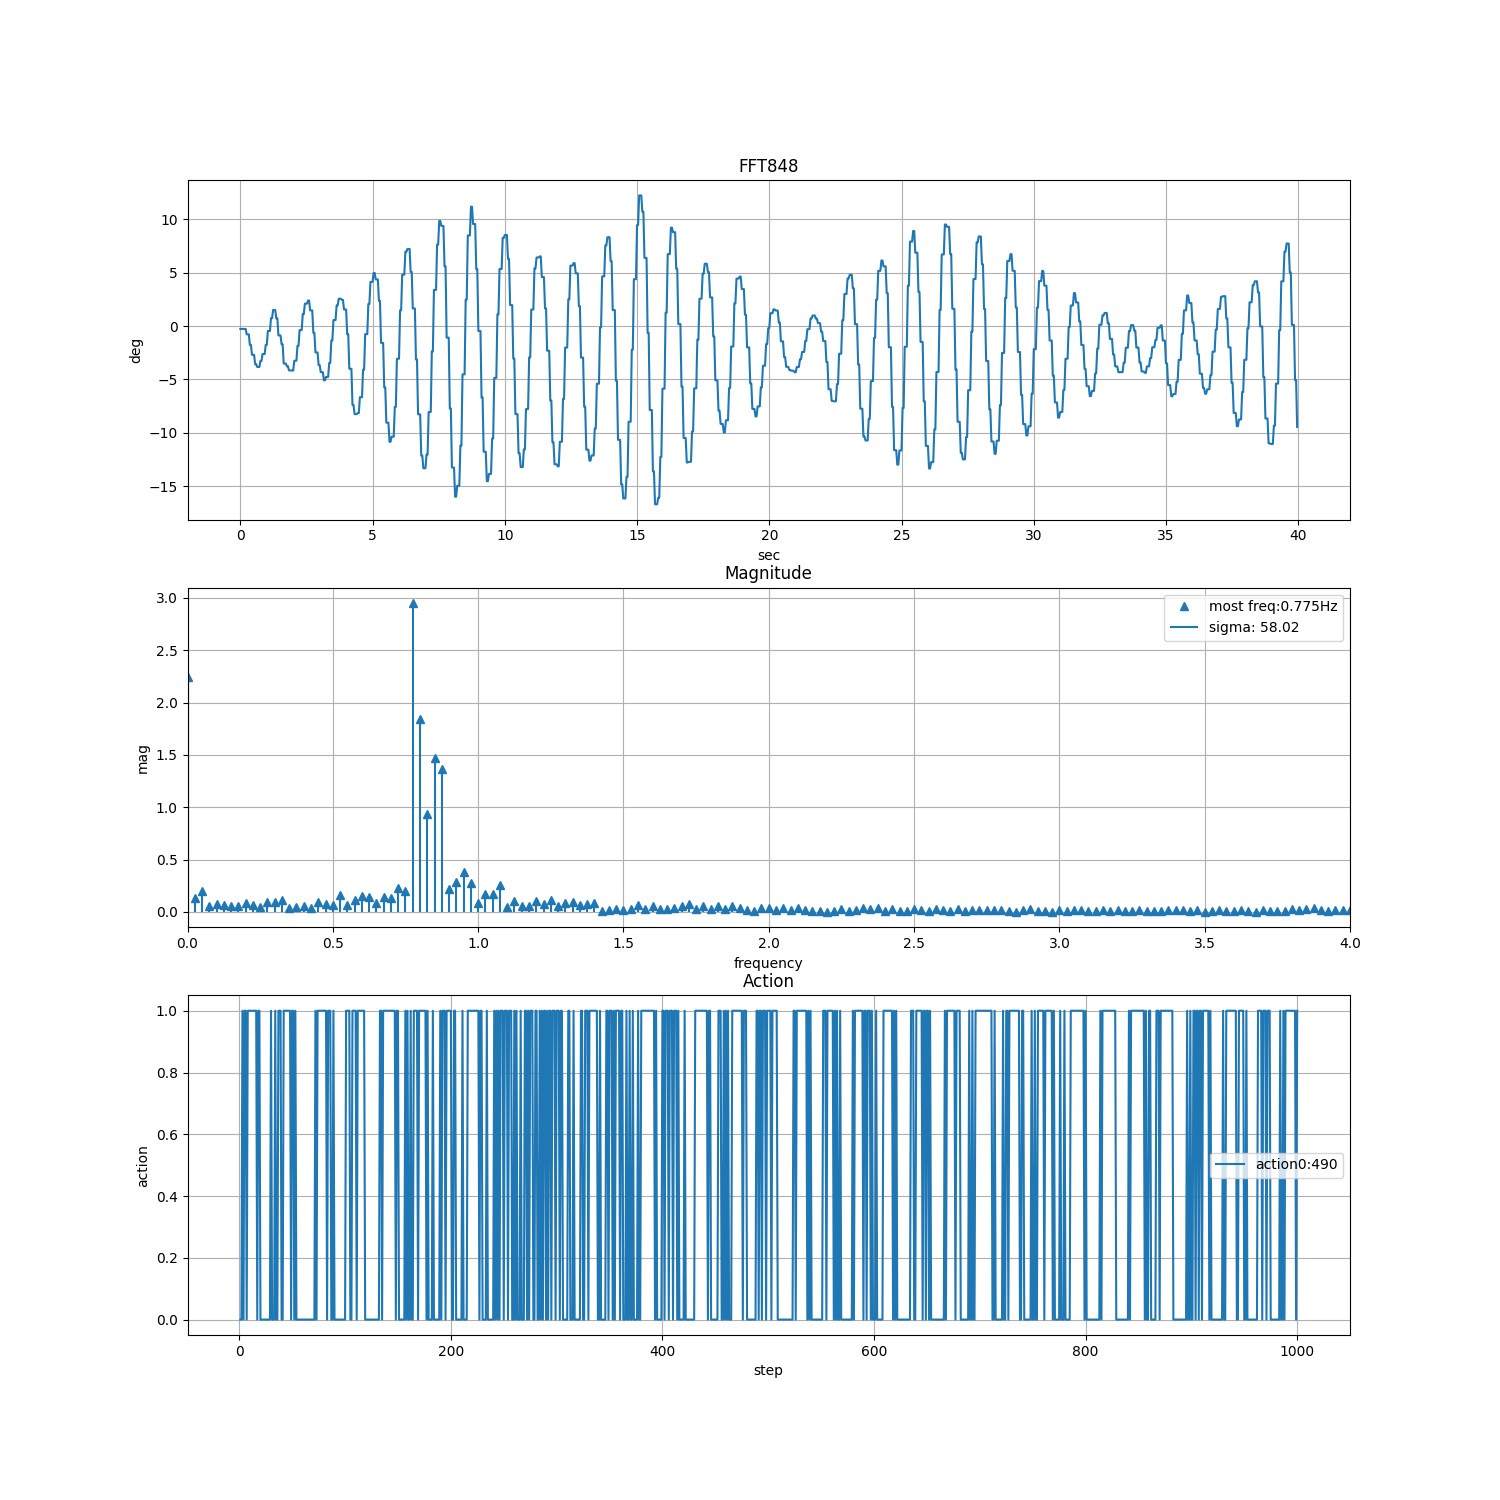 FFT848
10
5
0
−5
−10
−15
deg
0 5 10 15 20 25 30 35 40
sec
Magnitude
3.0
2.5
2.0
1.5
1.0
0.5
0.0
mag
most freq:0.775Hz
sigma: 58.02
0.0 0.5 1.0 1.5 2.0 2.5 3.0 3.5 4.0
frequency
Action
1.0
0.8
0.6
0.4
0.2
0.0
action
action0:490
0 200 400 600 800 1000
step